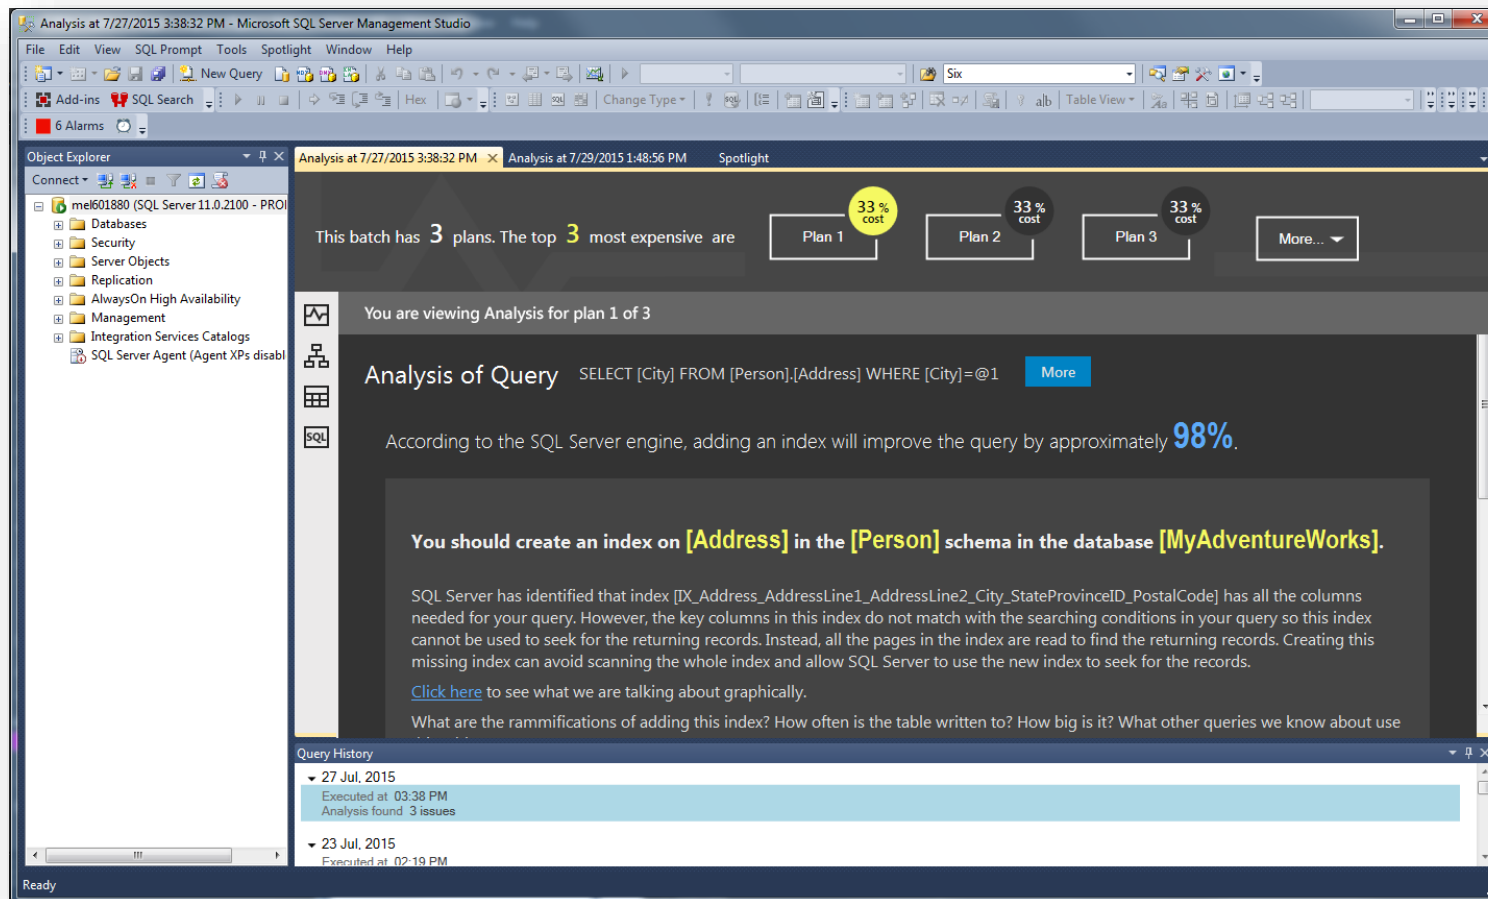 Analysis at 7/27/2015 3:38:32 PM - Microsoft SQL Server Management Studio
File Edit View SQL Prompt Tools Spotlight Window Help
New Query Six
Add-ins SQL Search Hex Change Type SQL a|b Table View
6 Alarms
Object Explorer
Connect
mel601880 (SQL Server 11.0.2100 - PROI
Databases
Security
Server Objects
Replication
AlwaysOn High Availability
Management
Integration Services Catalogs
SQL Server Agent (Agent XPs disabl
Analysis at 7/27/2015 3:38:32 PM Analysis at 7/29/2015 1:48:56 PM Spotlight
This batch has 3 plans. The top 3 most expensive are
Plan 1 33 % cost
Plan 2 33 % cost
Plan 3 33 % cost
More...
You are viewing Analysis for plan 1 of 3
SQL
Analysis of Query SELECT [City] FROM [Person].[Address] WHERE [City]=@1 More
According to the SQL Server engine, adding an index will improve the query by approximately 98%.
You should create an index on [Address] in the [Person] schema in the database [MyAdventureWorks].
SQL Server has identified that index [IX_Address_AddressLine1_AddressLine2_City_StateProvinceID_PostalCode] has all the columns
needed for your query. However, the key columns in this index do not match with the searching conditions in your query so this index
cannot be used to seek for the returning records. Instead, all the pages in the index are read to find the returning records. Creating this
missing index can avoid scanning the whole index and allow SQL Server to use the new index to seek for the records.
Click here to see what we are talking about graphically.
What are the rammifications of adding this index? How often is the table written to? How big is it? What other queries we know about use
Query History
27 Jul, 2015
Executed at 03:38 PM
Analysis found 3 issues
23 Jul, 2015
Executed at 02:19 PM
Ready